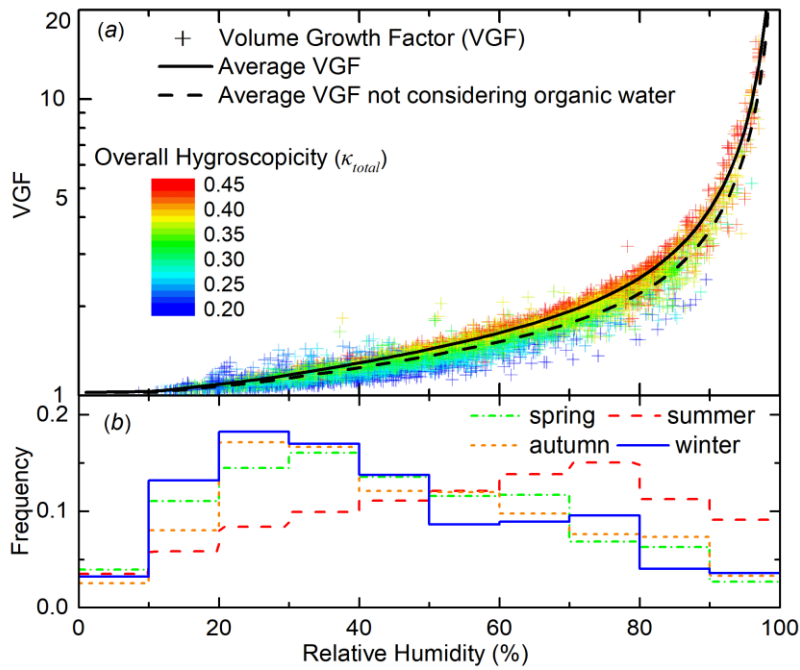 (a)
+ Volume Growth Factor (VGF)
Average VGF
Average VGF not considering organic water
Overall Hygroscopicity (κtotal)
0.45
0.40
0.35
0.30
0.25
0.20
VGF
20
10
5
1
(b)
spring
summer
autumn
winter
Frequency
0.2
0.1
0.0
0 20 40 60 80 100
Relative Humidity (%)